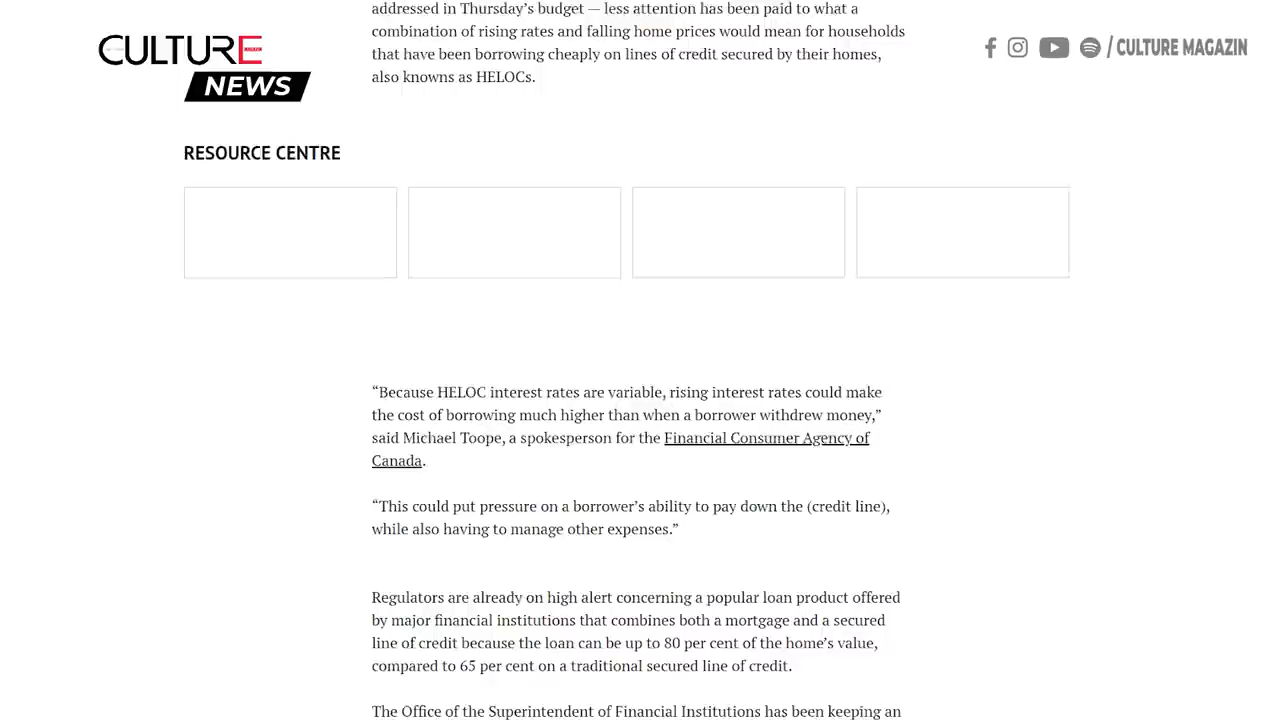 addressed in Thursday’s budget — less attention has been paid to what a
combination of rising rates and falling home prices would mean for households
that have been borrowing cheaply on lines of credit secured by their homes,
also knowns as HELOCs.
CULTURE
NEWS
/ CULTURE MAGAZIN
RESOURCE CENTRE
“Because HELOC interest rates are variable, rising interest rates could make
the cost of borrowing much higher than when a borrower withdrew money,”
said Michael Toope, a spokesperson for the Financial Consumer Agency of
Canada.
“This could put pressure on a borrower’s ability to pay down the (credit line),
while also having to manage other expenses.”
Regulators are already on high alert concerning a popular loan product offered
by major financial institutions that combines both a mortgage and a secured
line of credit because the loan can be up to 80 per cent of the home’s value,
compared to 65 per cent on a traditional secured line of credit.
The Office of the Superintendent of Financial Institutions has been keeping an